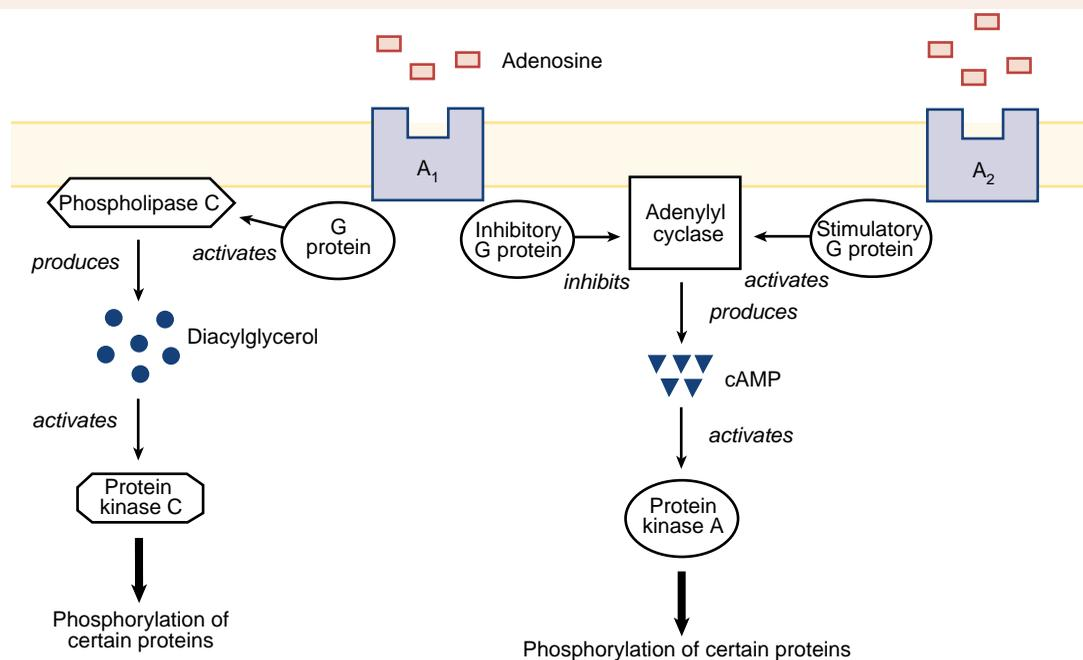 Adenosine
A1
A2
Phospholipase C
G
protein
activates
Inhibitory
G protein
inhibits
Adenylyl
cyclase
Stimulatory
G protein
activates
produces
produces
Diacylglycerol
cAMP
activates
activates
Protein
kinase C
Protein
kinase A
Phosphorylation of
certain proteins
Phosphorylation of certain proteins